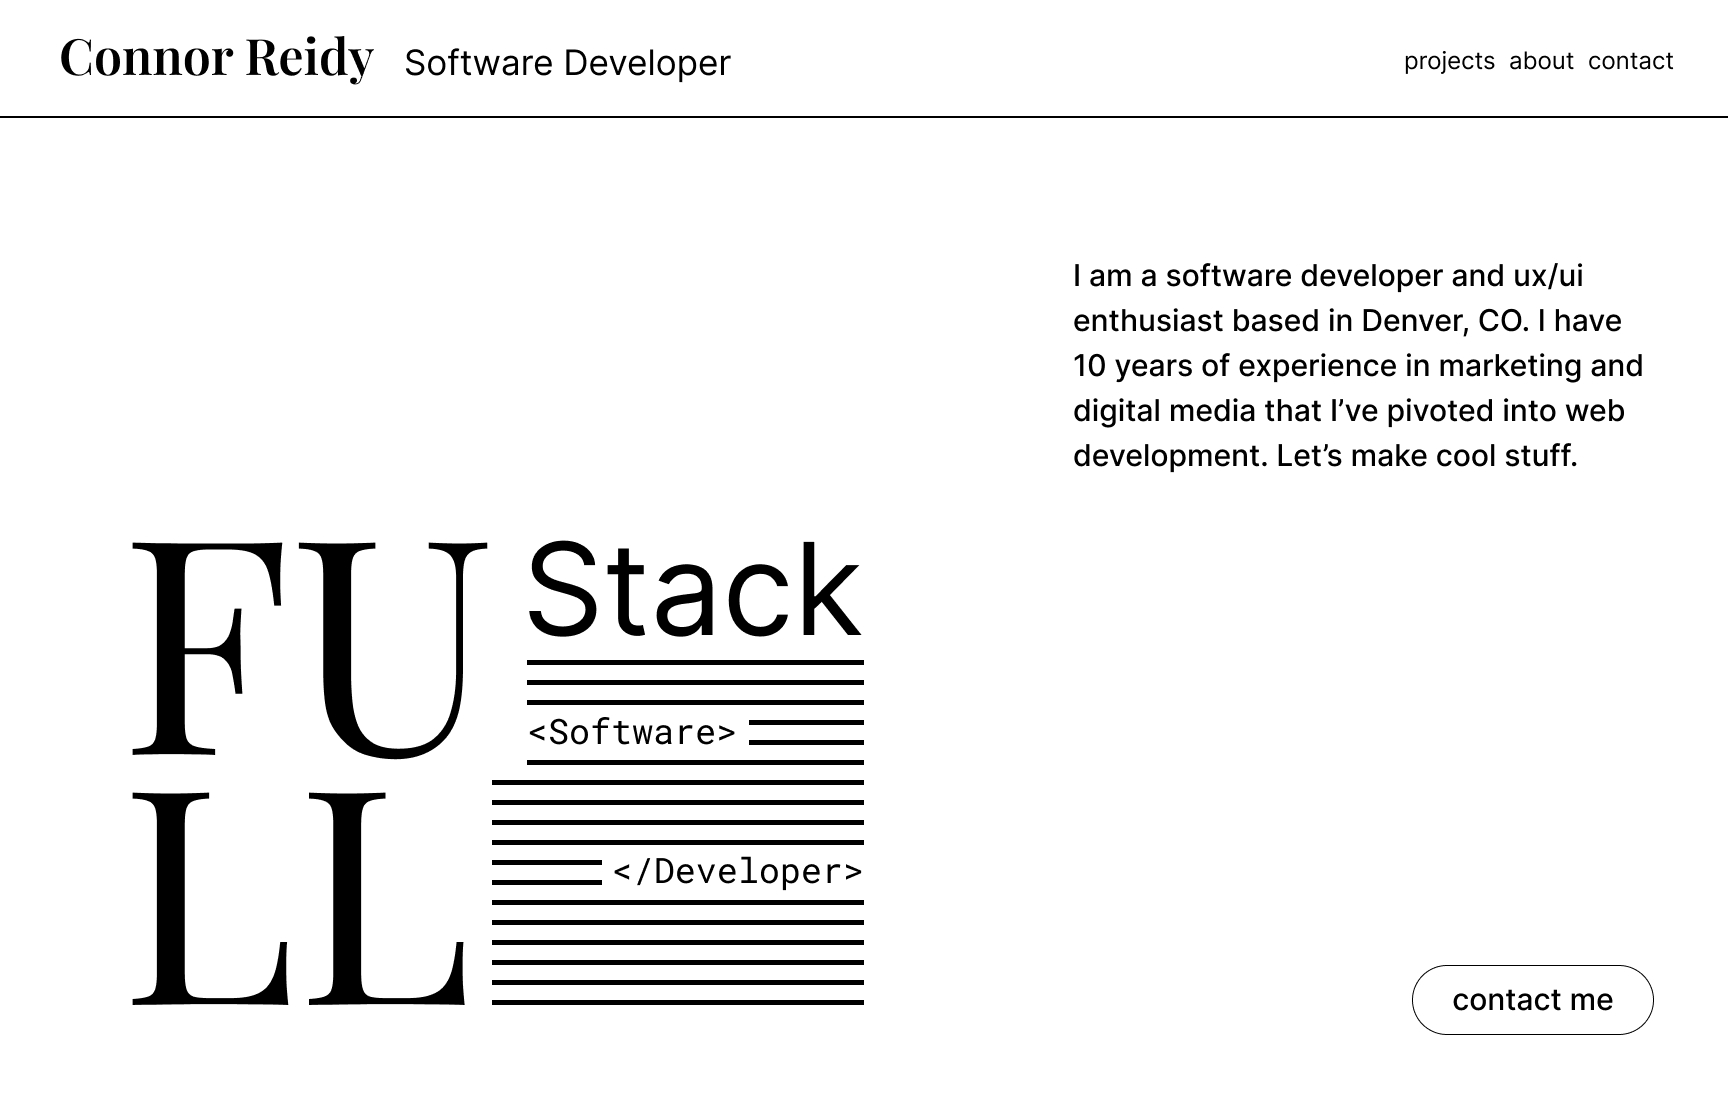 Connor Reidy Software Developer
projects about contact
I am a software developer and ux/ui
enthusiast based in Denver, CO. I have
10 years of experience in marketing and
digital media that I’ve pivoted into web
development. Let’s make cool stuff.
FU Stack
<Software>
LL
</Developer>
contact me